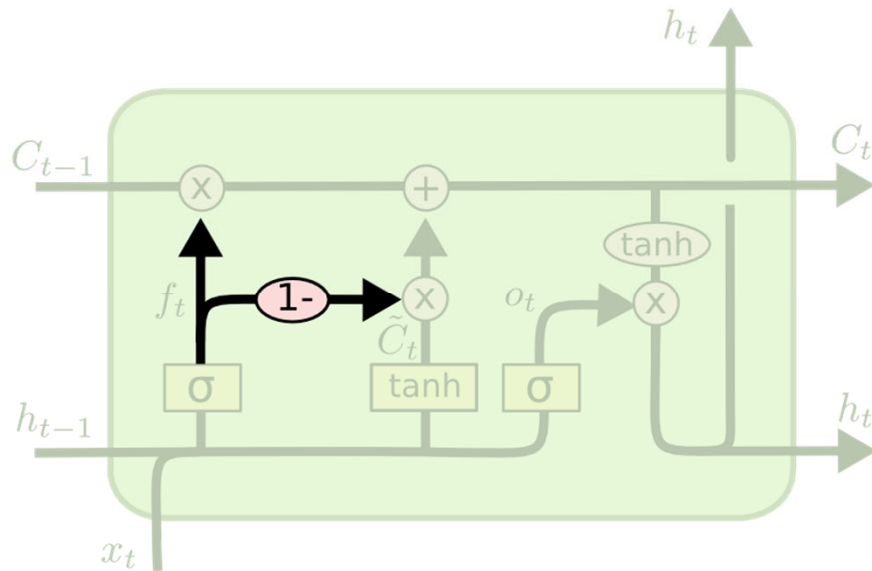 h_t
C_{t-1}
C_t
x
+
tanh
f_t
1-
x
o_t
x
C̃_t
σ
tanh
σ
h_{t-1}
h_t
x_t